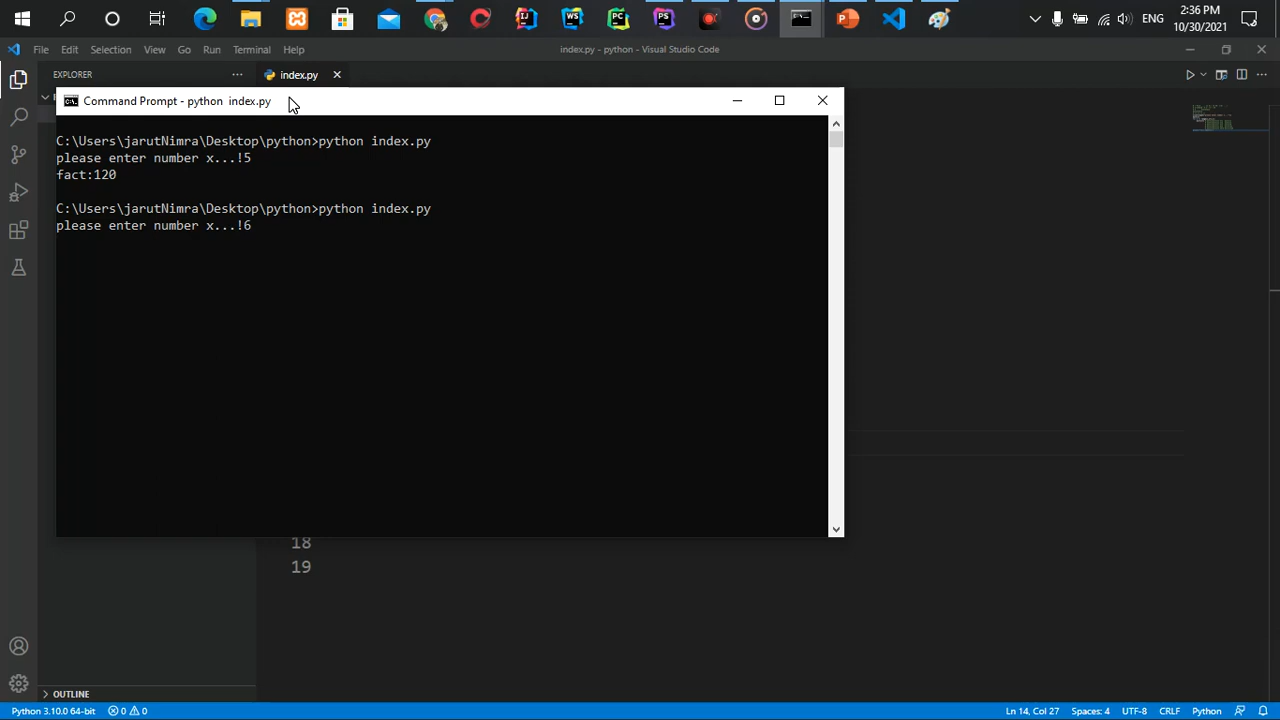 2:36 PM
ENG
10/30/2021
File Edit Selection View Go Run Terminal Help
index.py - python - Visual Studio Code
EXPLORER
index.py
Command Prompt - python index.py
C:\Users\jarutNimra\Desktop\python>python index.py
please enter number x...!5
fact:120
C:\Users\jarutNimra\Desktop\python>python index.py
please enter number x...!6
18
19
OUTLINE
Python 3.10.0 64-bit 0 0
Ln 14, Col 27 Spaces: 4 UTF-8 CRLF Python